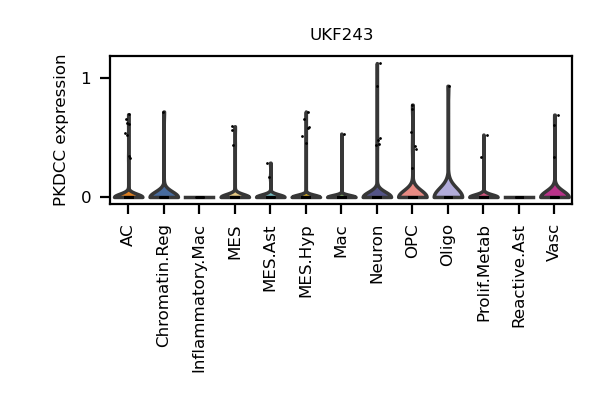 UKF243
PKDCC expression
1
0
AC
Chromatin.Reg
Inflammatory.Mac
MES
MES.Ast
MES.Hyp
Mac
Neuron
OPC
Oligo
Prolif.Metab
Reactive.Ast
Vasc